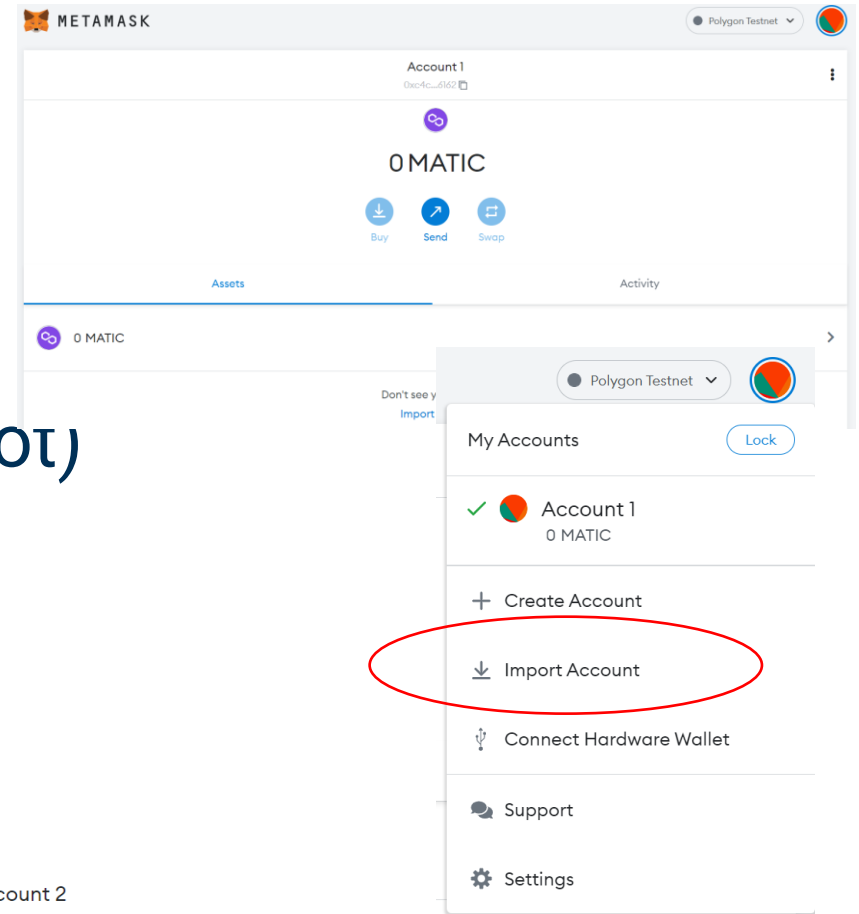 METAMASK
Polygon Testnet
Account 1
0xc4c...6162
0 MATIC
Buy
Send
Swap
Assets
Activity
0 MATIC
Don't see y
Import
Polygon Testnet
My Accounts
Lock
Account 1
0 MATIC
Create Account
Import Account
Connect Hardware Wallet
Support
Settings
count 2